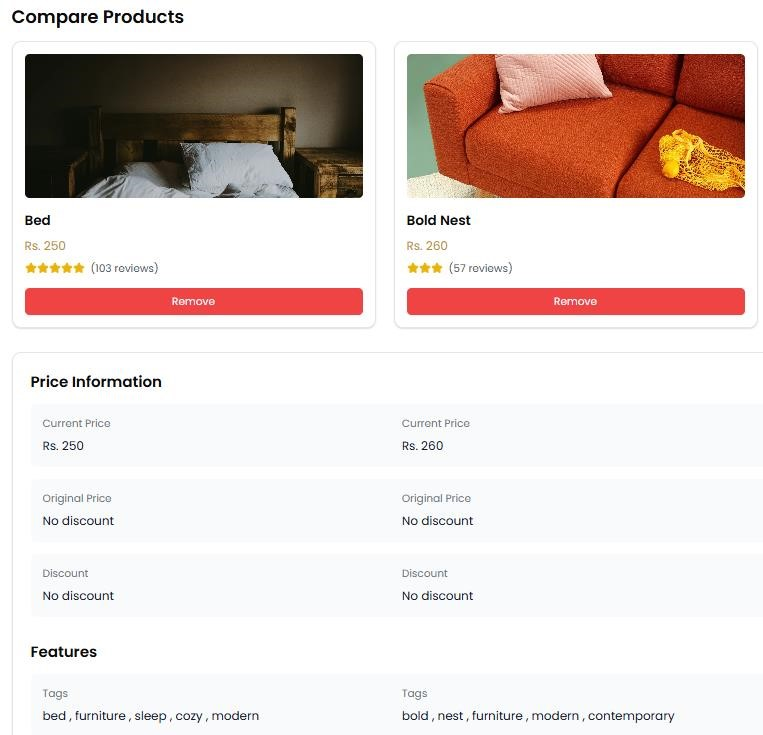 Compare Products
Bed
Rs. 250
(103 reviews)
Remove
Bold Nest
Rs. 260
(57 reviews)
Remove
Price Information
Current Price
Rs. 250
Current Price
Rs. 260
Original Price
No discount
Original Price
No discount
Discount
No discount
Discount
No discount
Features
Tags
bed , furniture , sleep , cozy , modern
Tags
bold , nest , furniture , modern , contemporary